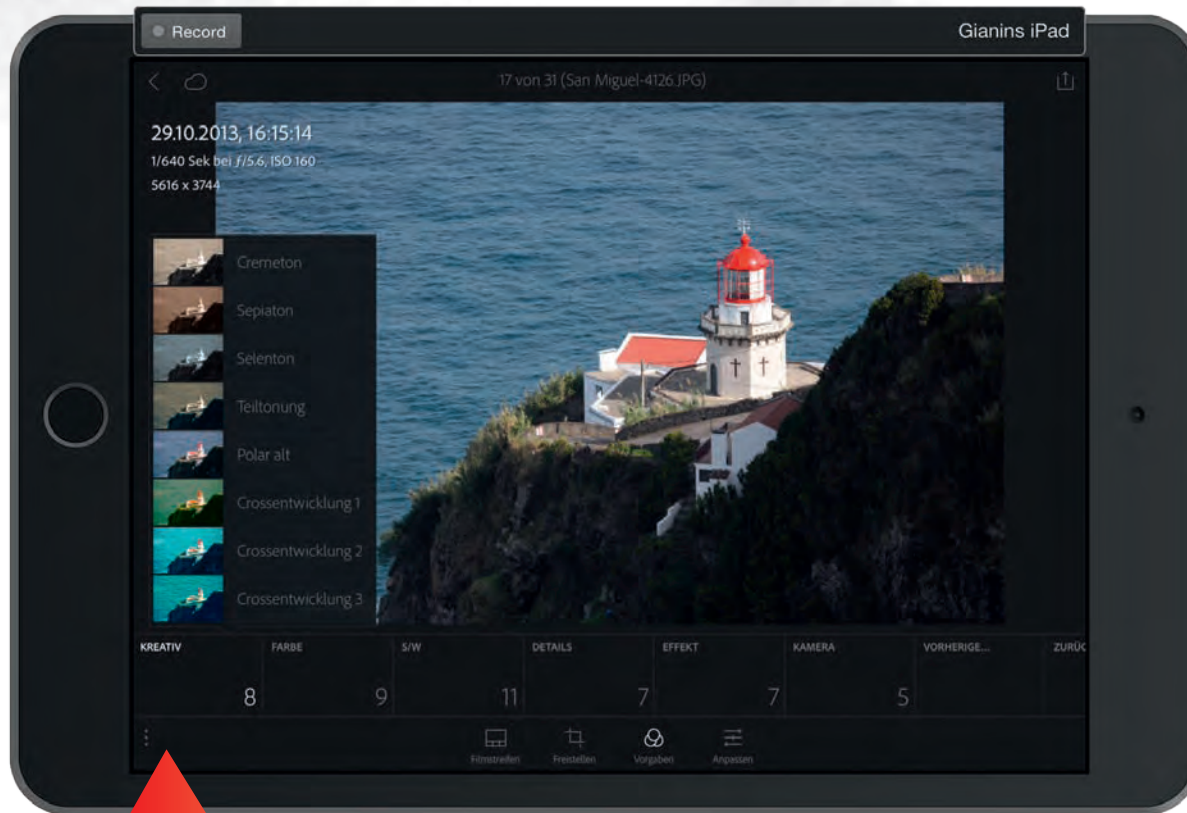 Record
Gianins iPad
17 von 31 (San Miguel-4126.JPG)
29.10.2013, 16:15:14
1/640 Sek bei ƒ/5.6, ISO 160
5616 x 3744
Cremeton
Sepiaton
Selenton
Teiltonung
Polar alt
Crossentwicklung 1
Crossentwicklung 2
Crossentwicklung 3
KREATIV FARBE S/W DETAILS EFFEKT KAMERA VORHERIGE... ZURÜC
8 9 11 7 7 5
Filmstreifen Freistellen Vorgaben Anpassen